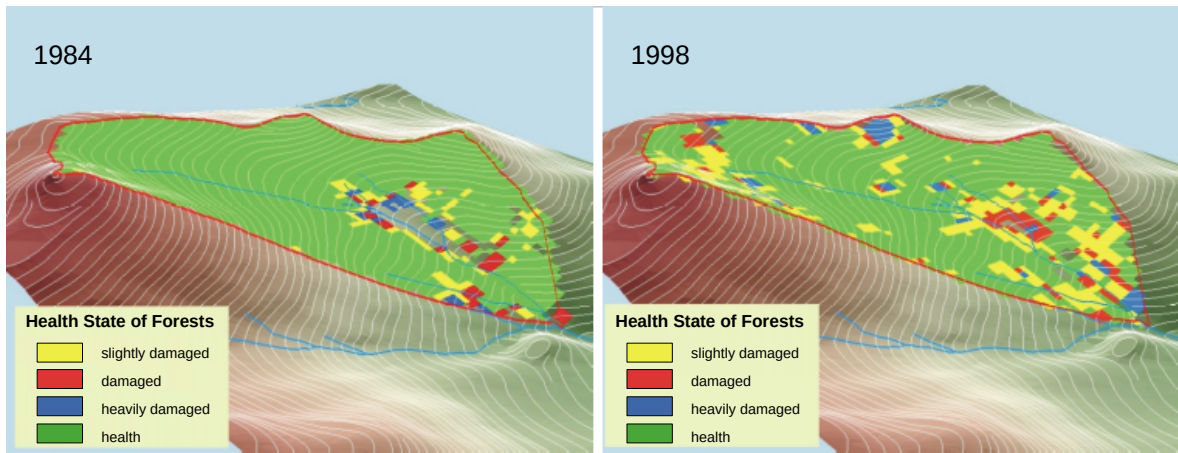 1984
Health State of Forests
slightly damaged
damaged
heavily damaged
health
1998
Health State of Forests
slightly damaged
damaged
heavily damaged
health